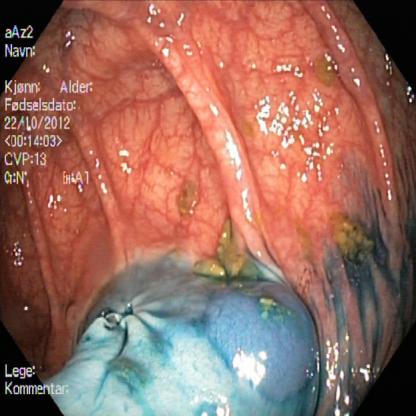 aAz2
Navn:
Kjønn: Alder:
Fødselsdato:
22/10/2012
<00:14:03>
CVP:13
Lege:
Kommentar: